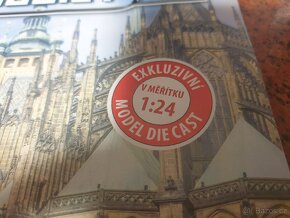 EXKLUZIVNÍ
V MĚŘÍTKU
1:24
MODEL DIE CAST